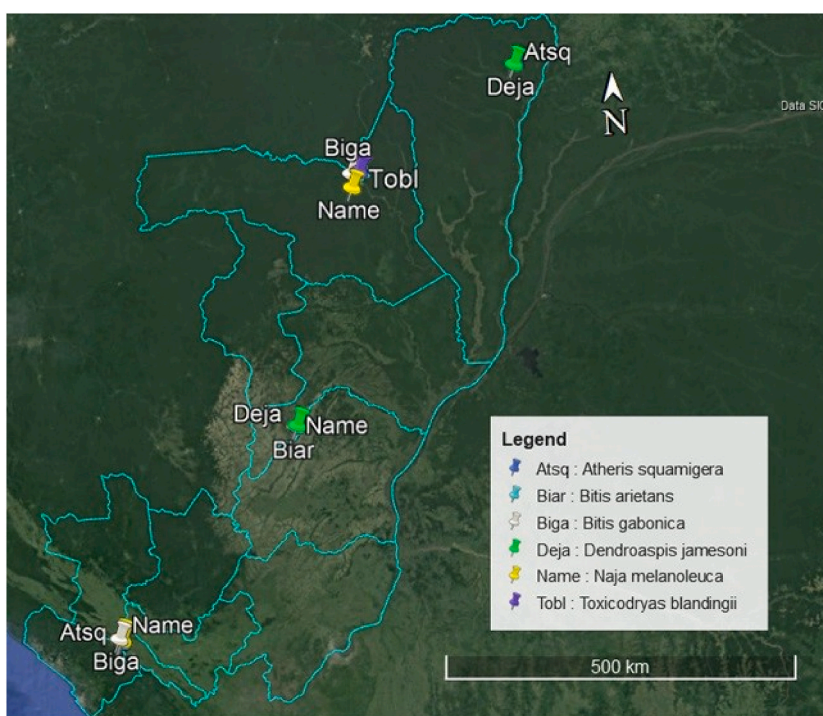 Atsq
Deja
N
Data SIO
Biga
Tobl
Name
Deja
Name
Biar
Legend
Atsq : Atheris squamigera
Biar : Bitis arietans
Biga : Bitis gabonica
Deja : Dendroaspis jamesoni
Name : Naja melanoleuca
Tobl : Toxicodryas blandingii
Atsq
Name
Biga
500 km